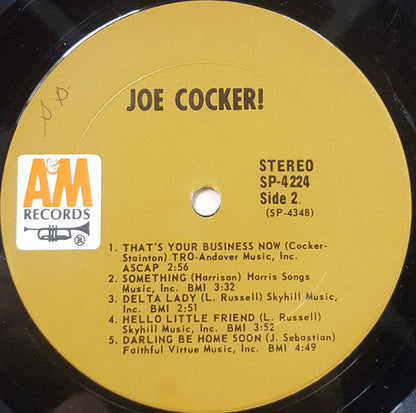 JOE COCKER!
A&M
RECORDS
®
STEREO
SP-4224
Side 2
(SP-4348)
1. THAT'S YOUR BUSINESS NOW (Cocker-
Stainton) TRO-Andover Music, Inc.
ASCAP 2:56
2. SOMETHING (Harrison) Harris Songs
Music, Inc. BMI 3:32
3. DELTA LADY (L. Russell) Skyhill Music,
Inc. BMI 2:51
4. HELLO LITTLE FRIEND (L. Russell)
Skyhill Music, Inc. BMI 3:52
5. DARLING BE HOME SOON (J. Sebastian)
Faithful Virtue Music, Inc. BMI 4:49